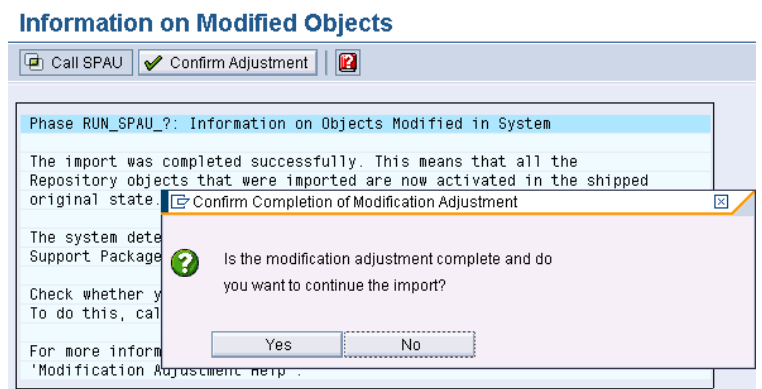 Information on Modified Objects
Call SPAU Confirm Adjustment
Phase RUN_SPAU_?: Information on Objects Modified in System
The import was completed successfully. This means that all the
Repository objects that were imported are now activated in the shipped
original state.
Confirm Completion of Modification Adjustment
The system dete
Support Package
Is the modification adjustment complete and do
you want to continue the import?
Check whether y
To do this, cal
Yes No
For more inform
'Modification Adjustment Help'.